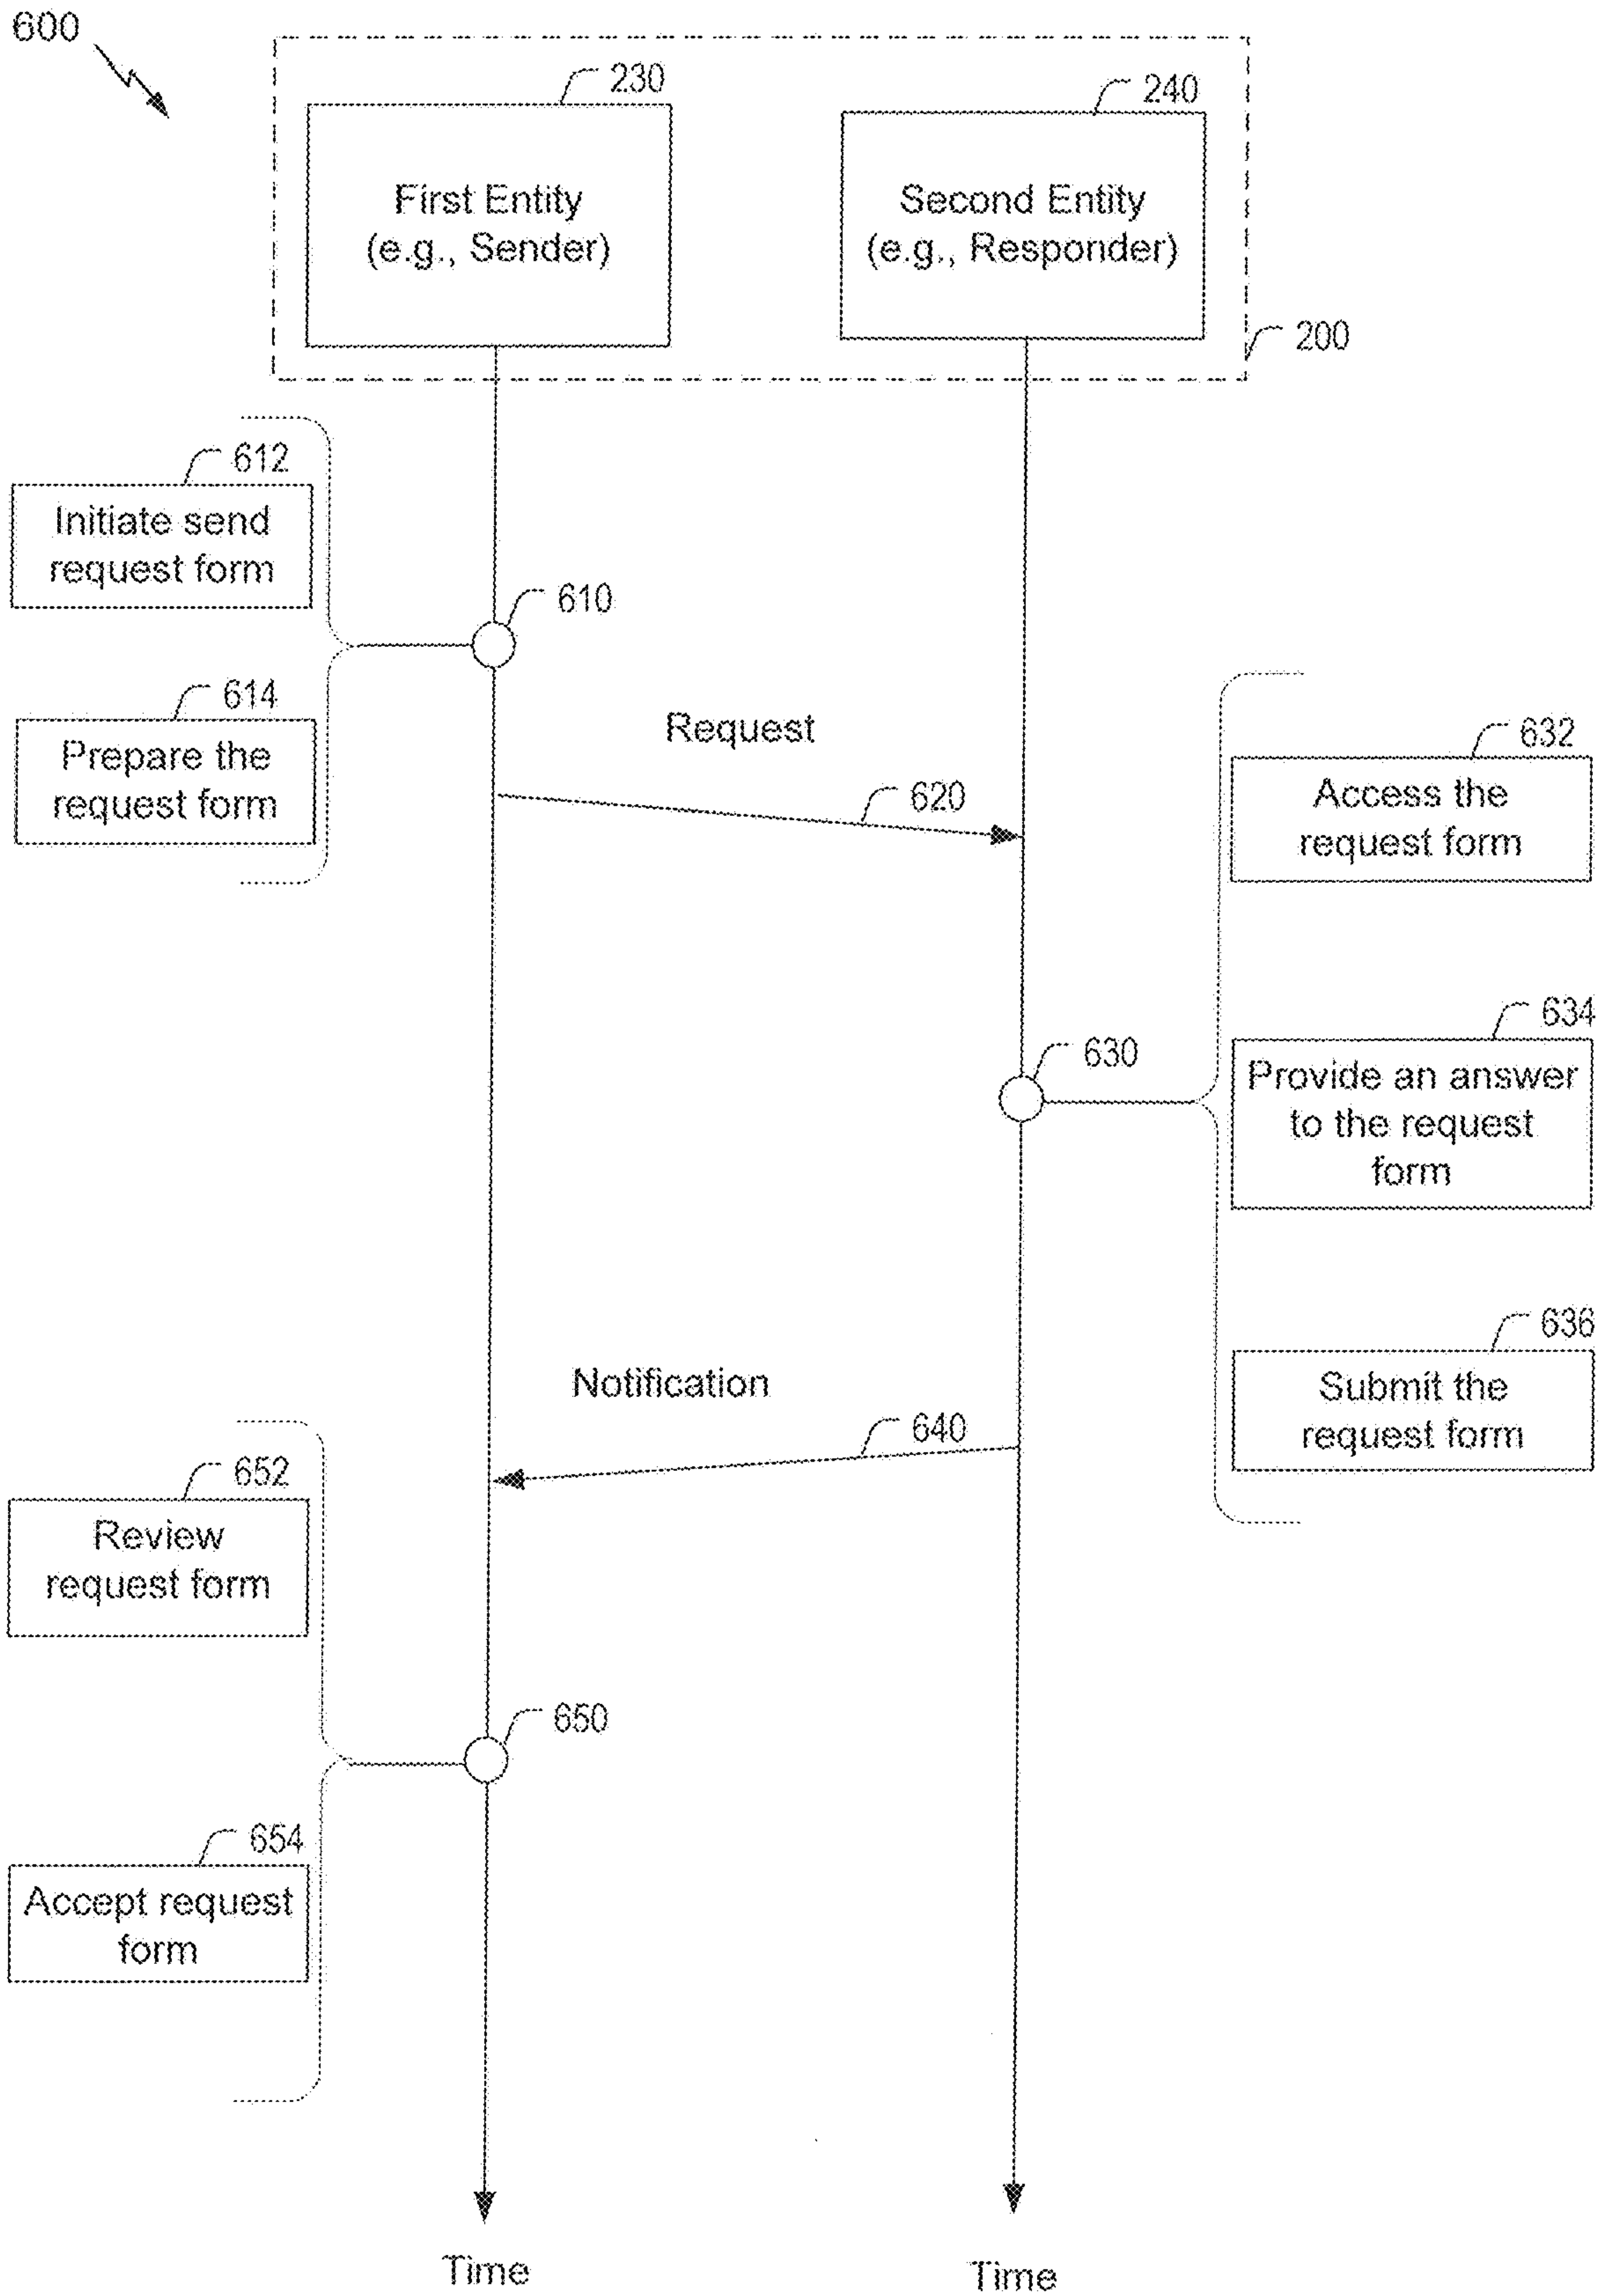 600
230
240
First Entity
(e.g., Sender)
Second Entity
(e.g., Responder)
200
612
Initiate send
request form
610
614
Prepare the
request form
Request
620
632
Access the
request form
630
634
Provide an answer
to the request
form
636
Submit the
request form
Notification
640
652
Review
request form
650
654
Accept request
form
Time
Time